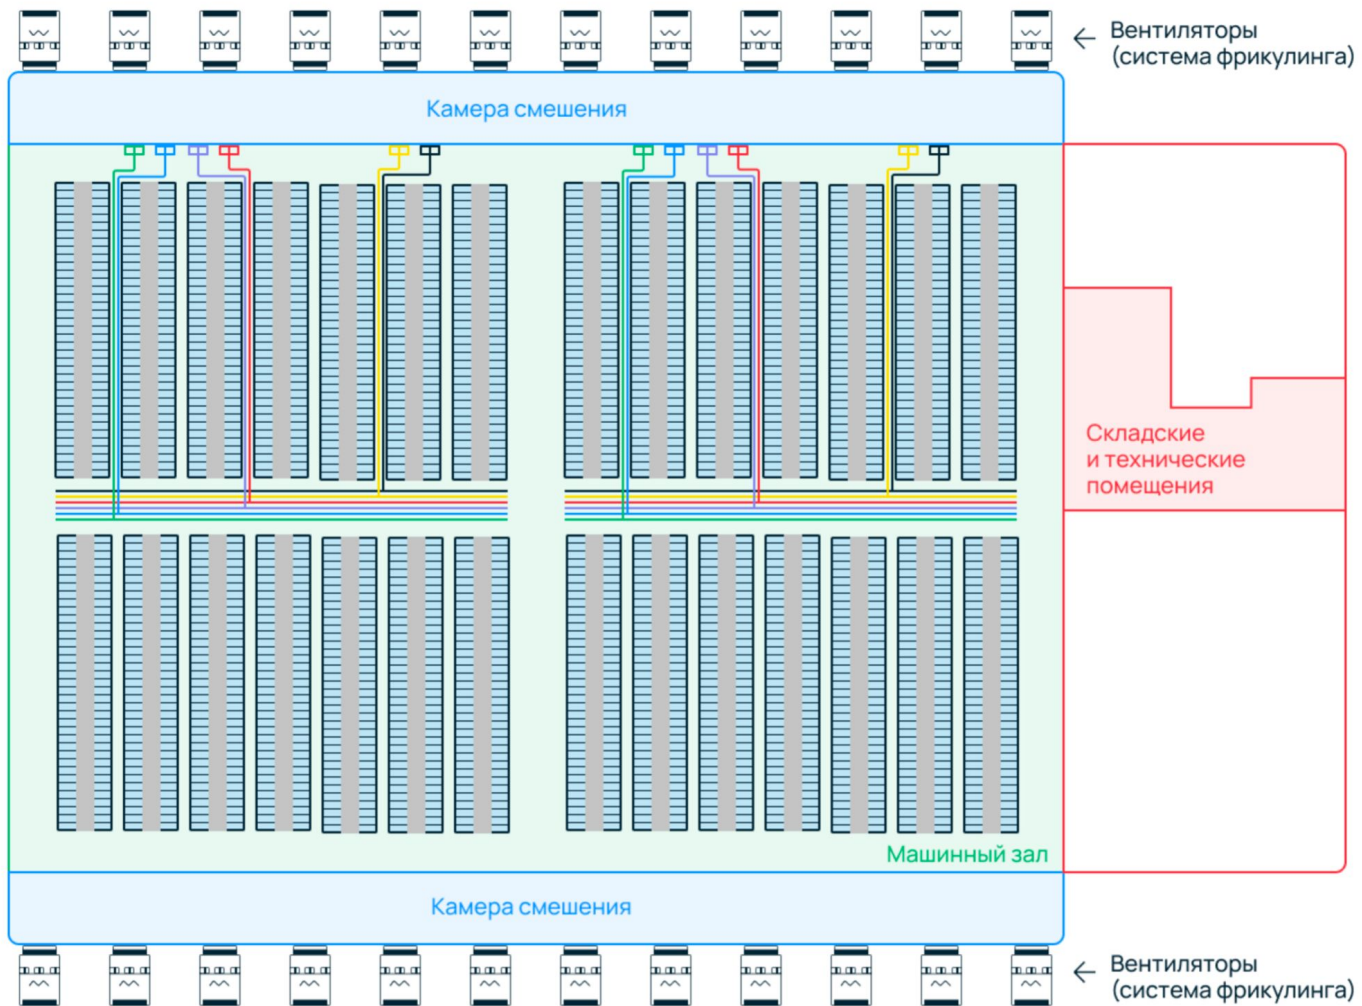 Вентиляторы
(система фрикулинга)
Камера смешения
Складские
и технические
помещения
Машинный зал
Камера смешения
Вентиляторы
(система фрикулинга)